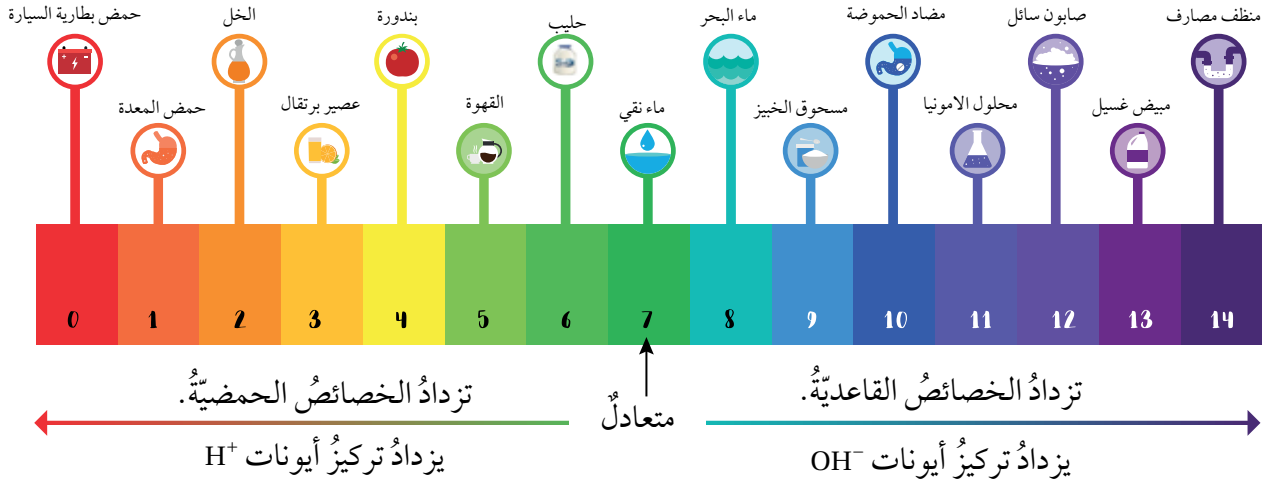 حمض بطارية السيارة
الخل
بندورة
حليب
ماء البحر
مضاد الحموضة
صابون سائل
منظف مصارف
حمض المعدة
عصير برتقال
القهوة
ماء نقي
مسحوق الخبيز
محلول الامونيا
مبيض غسيل
0 1 2 3 4 5 6 7 8 9 10 11 12 13 14
تزدادُ الخصائصُ الحمضيّةُ.
متعادلٌ
تزدادُ الخصائصُ القاعديّةُ.
يزدادُ تركيزُ أيونات H⁺
يزدادُ تركيزُ أيونات OH⁻